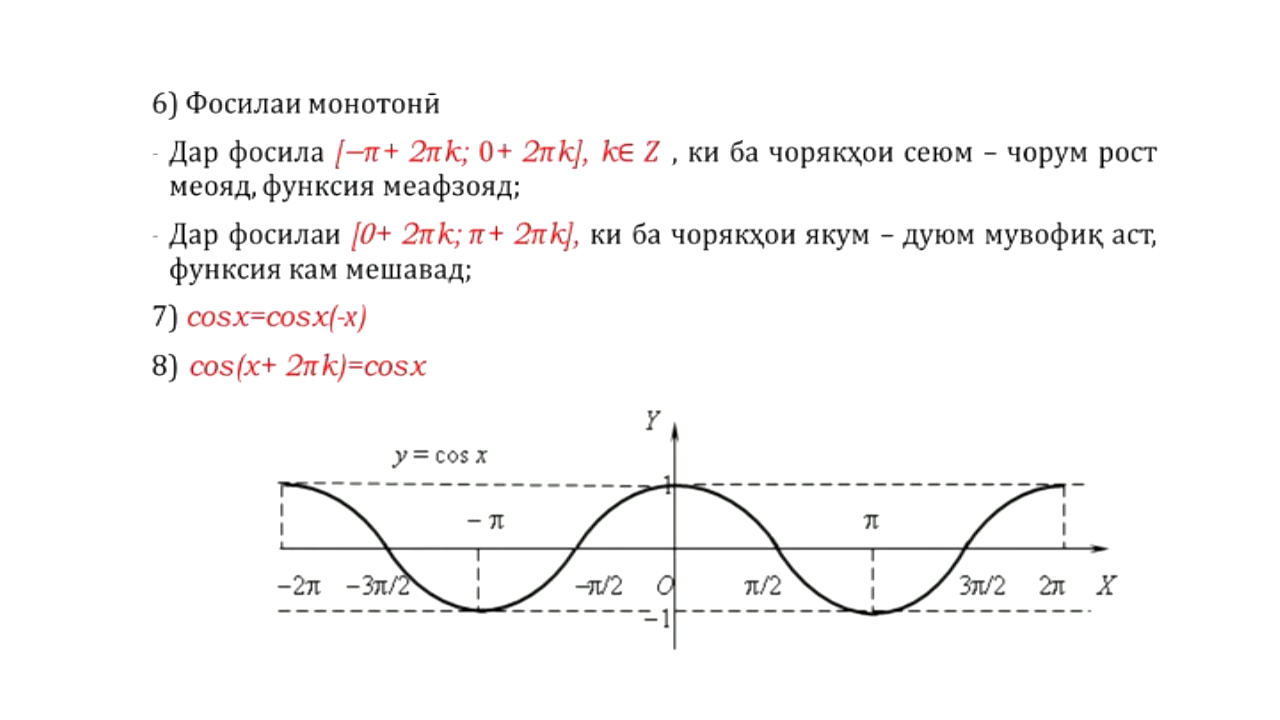 6) Фосилаи монотонӣ
- Дар фосила [−π+ 2πk; 0+ 2πk], k∈ Z , ки ба чорякҳои сеюм – чорум рост
меояд, функсия меафзояд;
- Дар фосилаи [0+ 2πk; π+ 2πk], ки ба чорякҳои якум – дуюм мувофиқ аст,
функсия кам мешавад;
7) cosx=cosx(-x)
8) cos(x+ 2πk)=cosx
Y
y = cos x
1
− π π
−2π −3π/2 −π/2 O π/2 3π/2 2π X
−1